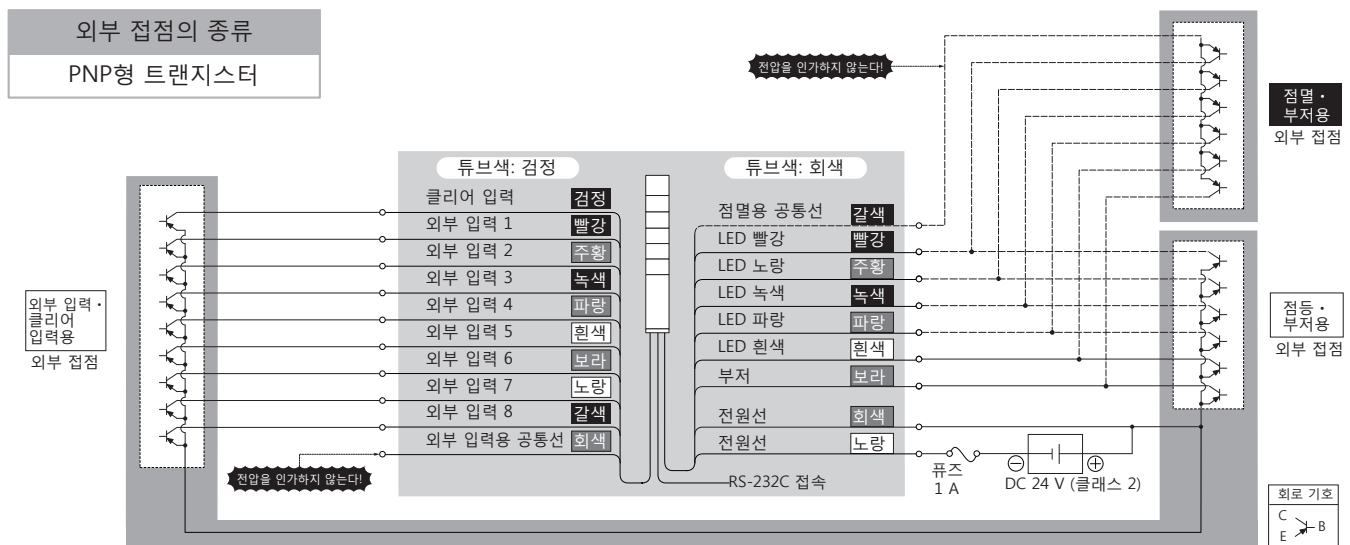 외부 접점의 종류
PNP형 트랜지스터
전압을 인가하지 않는다!
점멸・
부저용
외부 접점
튜브색: 검정
클리어 입력 검정
외부 입력 1 빨강
외부 입력 2 주황
외부 입력 3 녹색
외부 입력 4 파랑
외부 입력 5 흰색
외부 입력 6 보라
외부 입력 7 노랑
외부 입력 8 갈색
외부 입력용 공통선 회색
튜브색: 회색
점멸용 공통선 갈색
LED 빨강 빨강
LED 노랑 주황
LED 녹색 녹색
LED 파랑 파랑
LED 흰색 흰색
부저 보라
전원선 회색
전원선 노랑
RS-232C 접속
외부 입력・
클리어
입력용
외부 접점
전압을 인가하지 않는다!
점등・
부저용
외부 접점
퓨즈
1 A
DC 24 V (클래스 2)
회로 기호
C
B
E